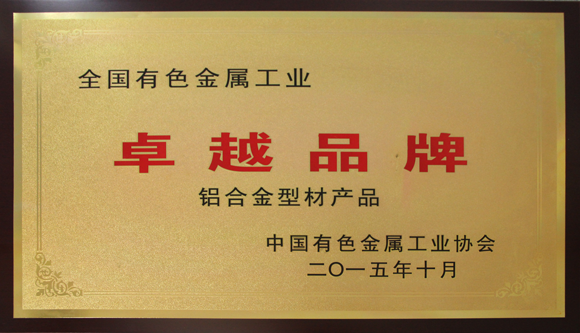 全国有色金属工业
卓越品牌
铝合金型材产品
中国有色金属工业协会
二〇一五年十月